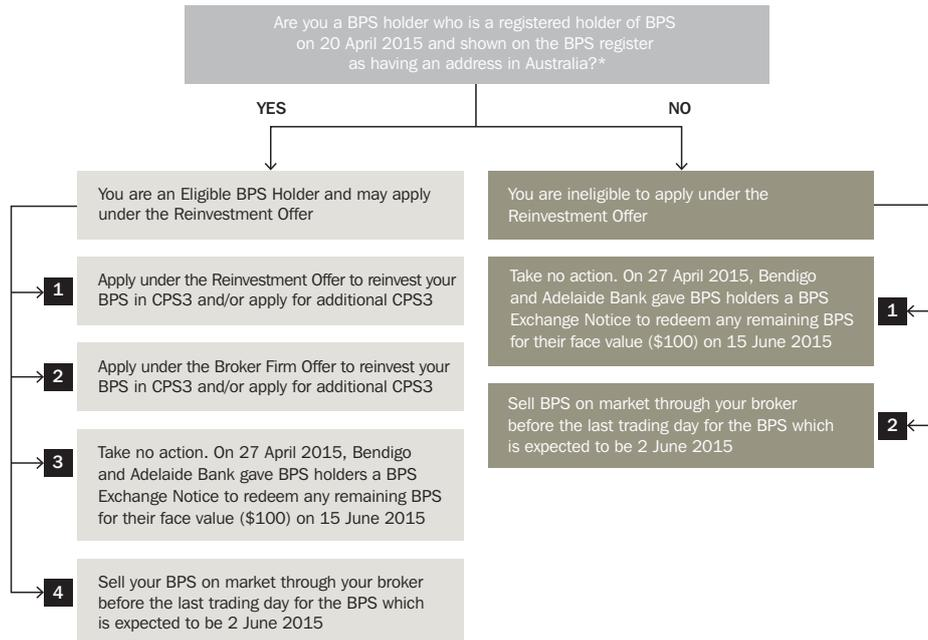 Are you a BPS holder who is a registered holder of BPS
on 20 April 2015 and shown on the BPS register
as having an address in Australia?*
YES
NO
You are an Eligible BPS Holder and may apply
under the Reinvestment Offer
1
Apply under the Reinvestment Offer to reinvest your
BPS in CPS3 and/or apply for additional CPS3
2
Apply under the Broker Firm Offer to reinvest your
BPS in CPS3 and/or apply for additional CPS3
3
Take no action. On 27 April 2015, Bendigo
and Adelaide Bank gave BPS holders a BPS
Exchange Notice to redeem any remaining BPS
for their face value ($100) on 15 June 2015
4
Sell your BPS on market through your broker
before the last trading day for the BPS which
is expected to be 2 June 2015
You are ineligible to apply under the
Reinvestment Offer
Take no action. On 27 April 2015, Bendigo
and Adelaide Bank gave BPS holders a BPS
Exchange Notice to redeem any remaining BPS
for their face value ($100) on 15 June 2015
1
Sell BPS on market through your broker
before the last trading day for the BPS which
is expected to be 2 June 2015
2